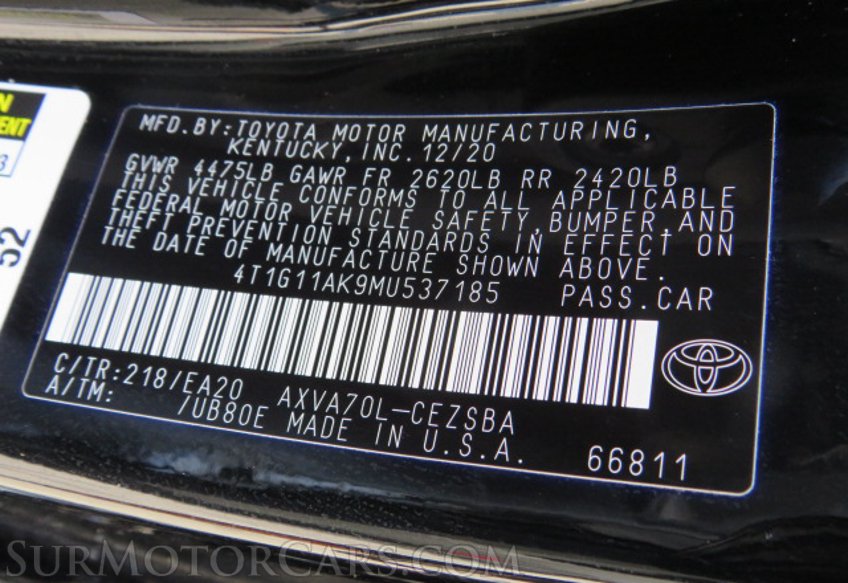 MFD.BY:TOYOTA MOTOR MANUFACTURING,
KENTUCKY,INC.12/20
GVWR 4475LB GAWR FR 2620LB RR 2420LB
THIS VEHICLE CONFORMS TO ALL APPLICABLE
FEDERAL MOTOR VEHICLE SAFETY,BUMPER,AND
THEFT PREVENTION STANDARDS IN EFFECT ON
THE DATE OF MANUFACTURE SHOWN ABOVE.
4T1G11AK9MU537185 PASS.CAR
C/TR:218/EA20 AXVA70L-CEZSBA
A/TM: /UB80E MADE IN U.S.A. 66811
52
SurMotorCars.com